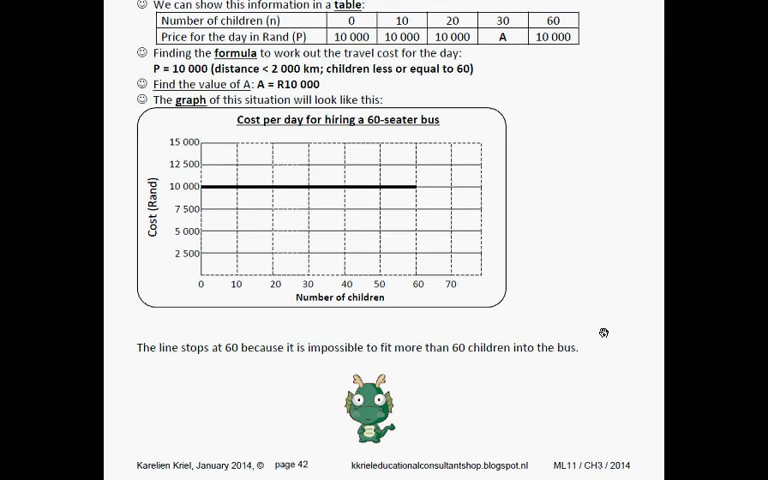 We can show this information in a table:
Number of children (n) 0 10 20 30 60
Price for the day in Rand (P) 10 000 10 000 10 000 A 10 000
Finding the formula to work out the travel cost for the day:
P = 10 000 (distance < 2 000 km; children less or equal to 60)
Find the value of A: A = R10 000
The graph of this situation will look like this:
Cost per day for hiring a 60-seater bus
Cost (Rand)
15 000
12 500
10 000
7 500
5 000
2 500
0 10 20 30 40 50 60 70
Number of children
The line stops at 60 because it is impossible to fit more than 60 children into the bus.
Karelien Kriel, January 2014, © page 42 kkrieleducationalconsultantshop.blogspot.nl ML11 / CH3 / 2014